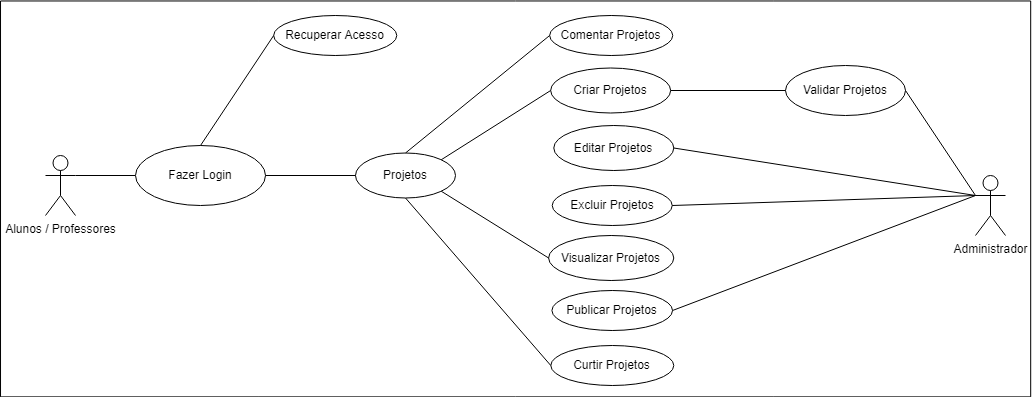 Recuperar Acesso
Comentar Projetos
Criar Projetos
Validar Projetos
Editar Projetos
Fazer Login
Projetos
Excluir Projetos
Alunos / Professores
Administrador
Visualizar Projetos
Publicar Projetos
Curtir Projetos